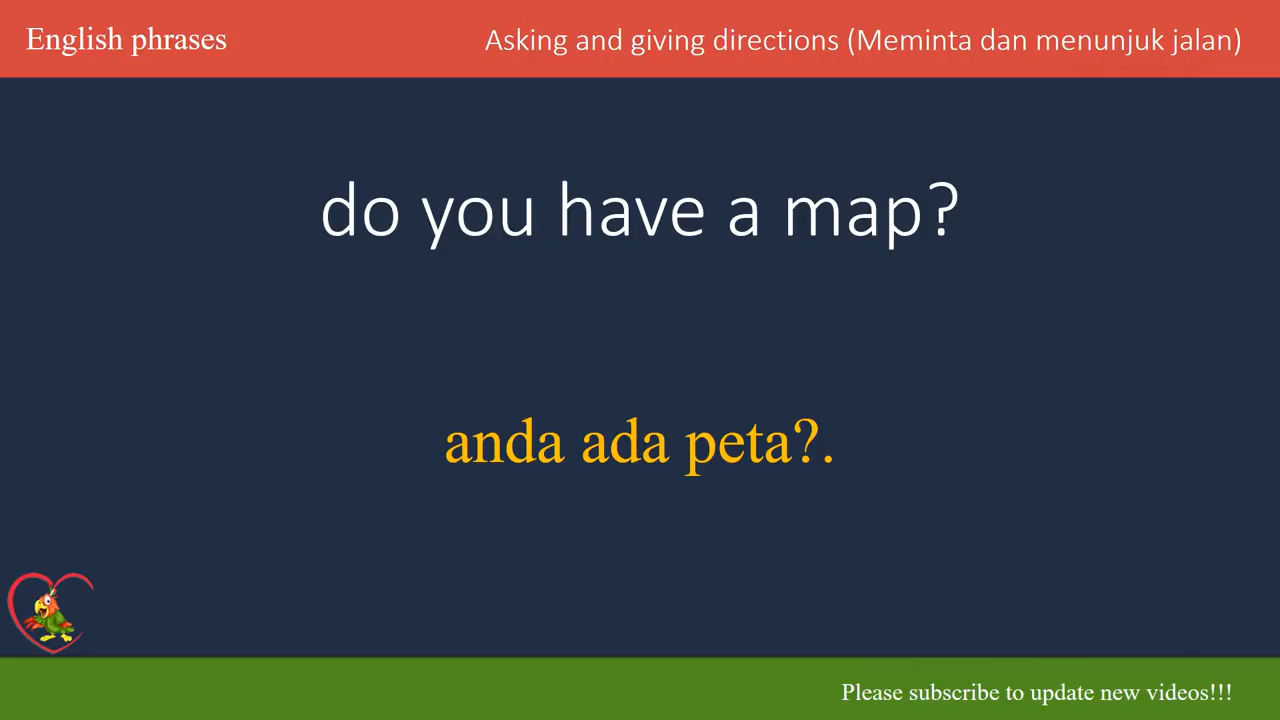 English phrases
Asking and giving directions (Meminta dan menunjuk jalan)
do you have a map?
anda ada peta?.
Please subscribe to update new videos!!!